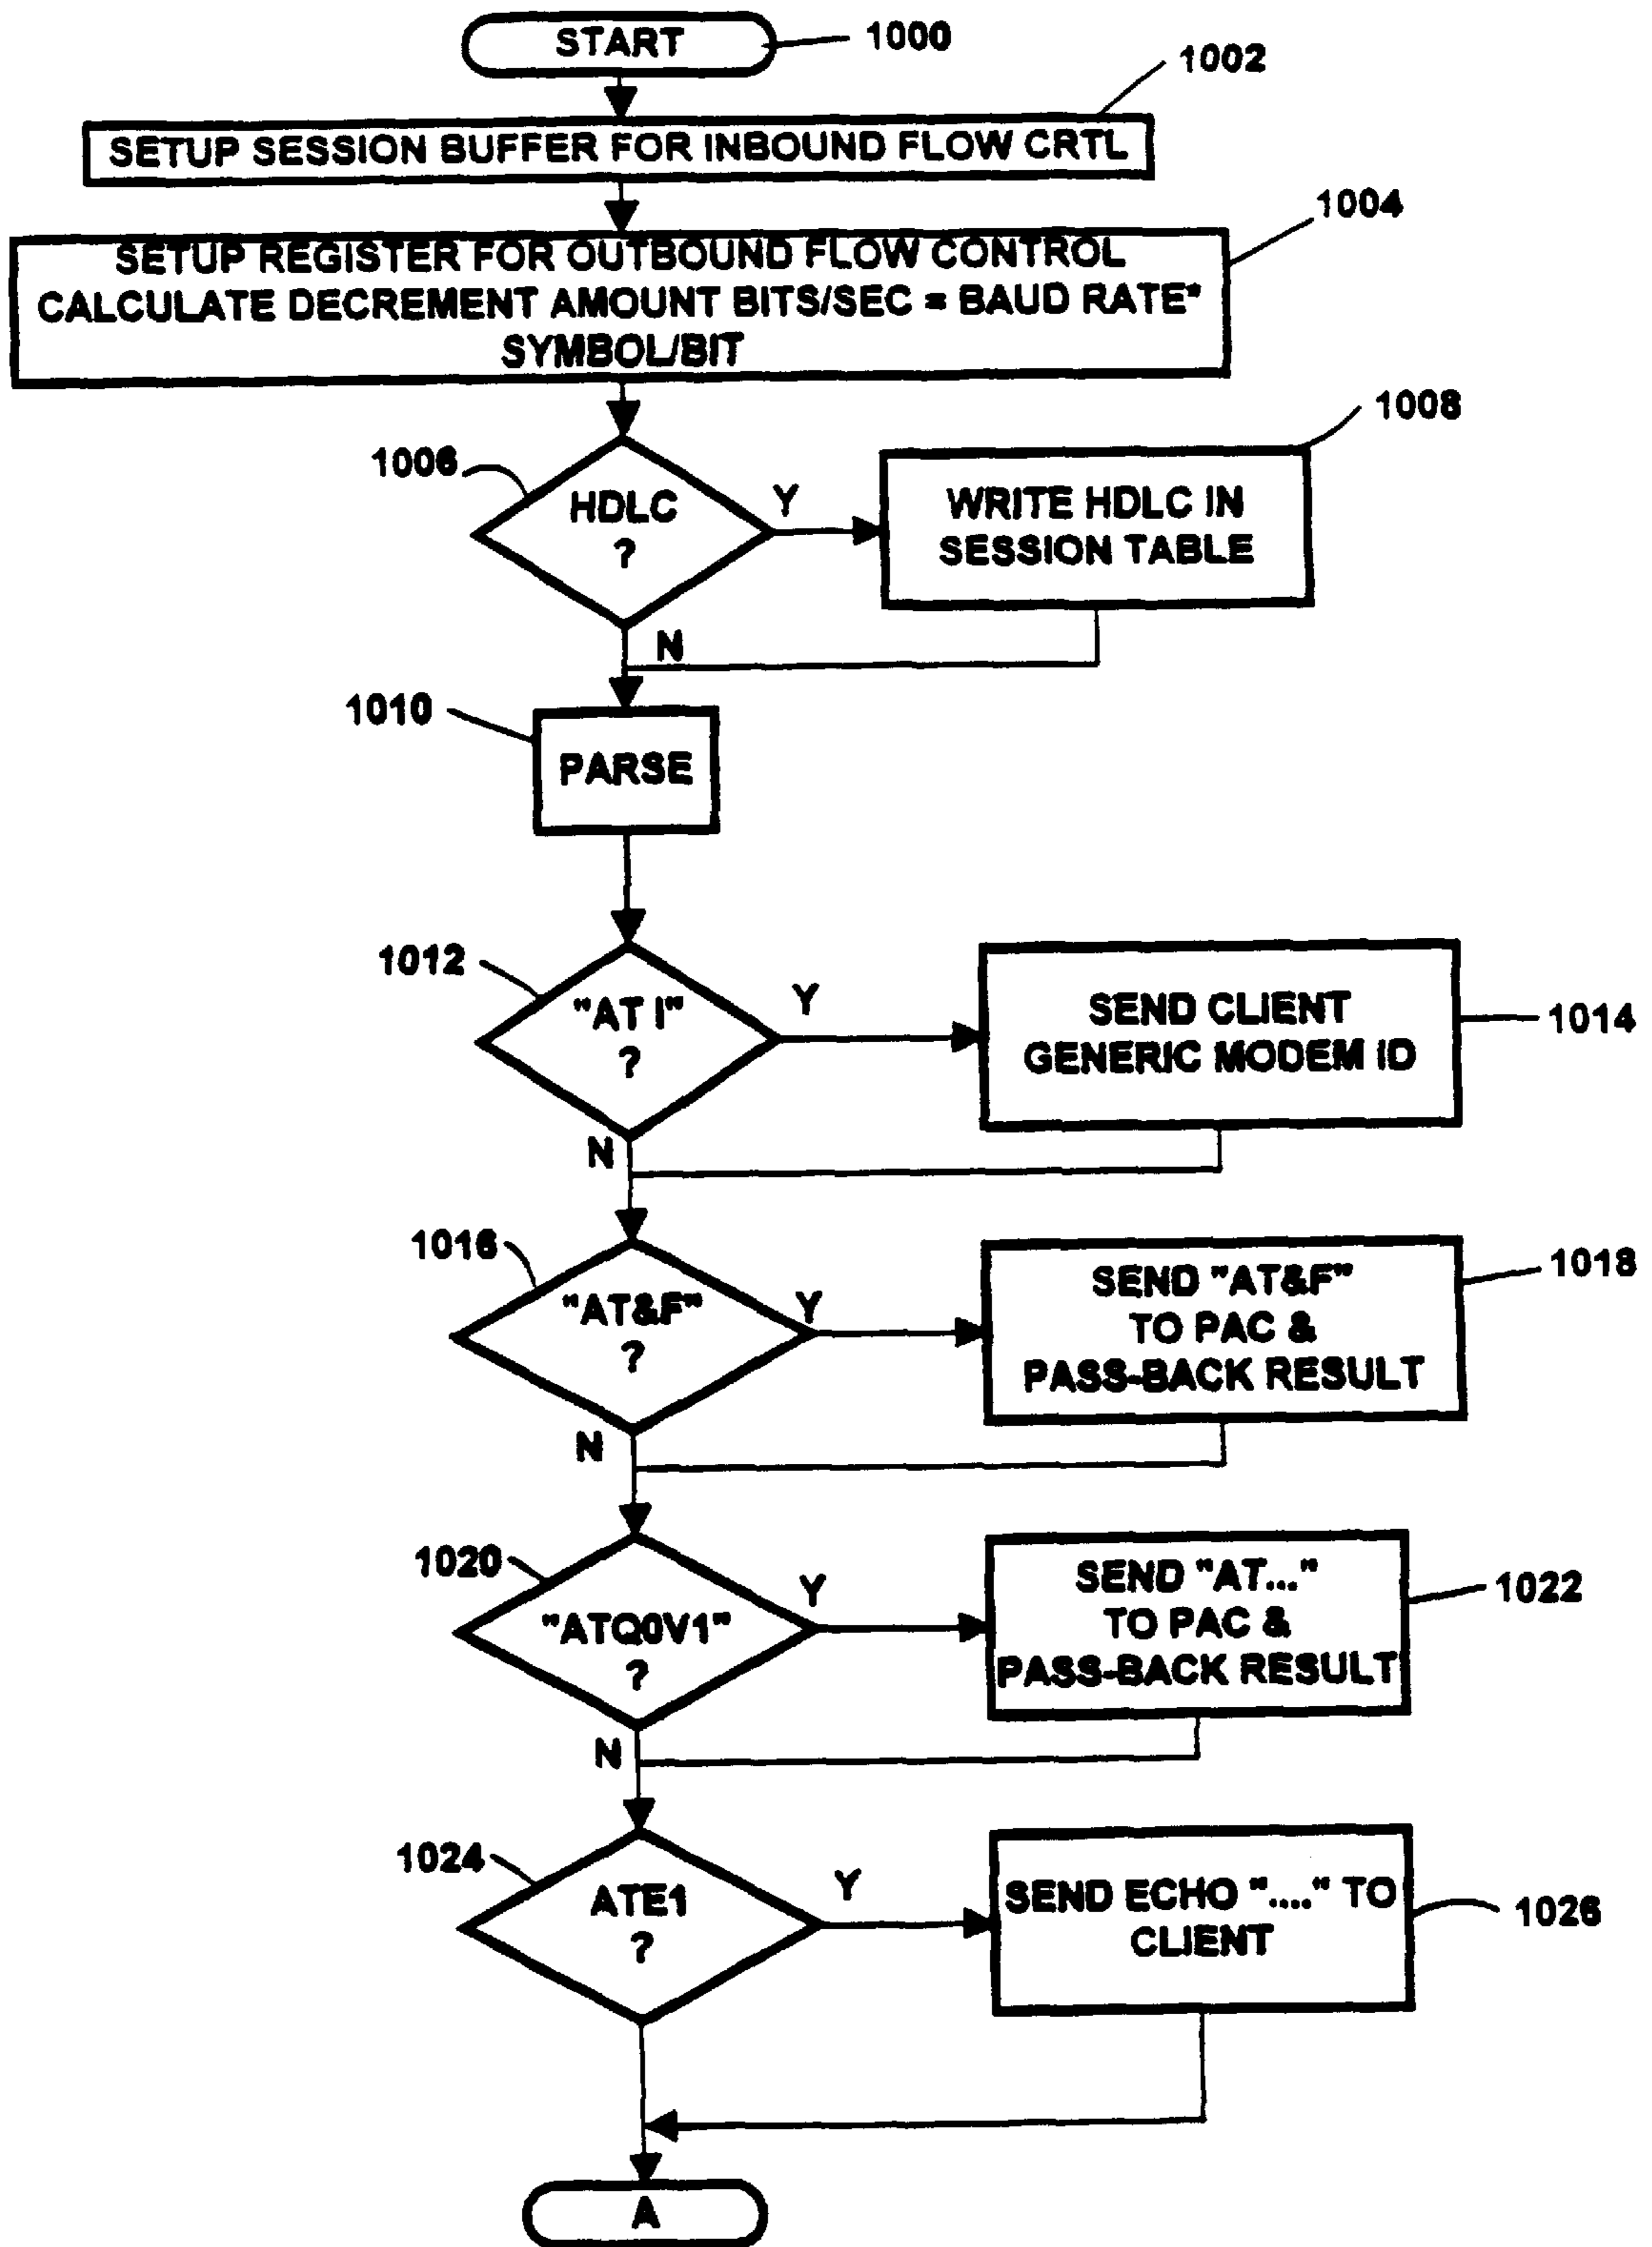 START
1000
1002
SETUP SESSION BUFFER FOR INBOUND FLOW CRTL
1004
SETUP REGISTER FOR OUTBOUND FLOW CONTROL
CALCULATE DECREMENT AMOUNT BITS/SEC = BAUD RATE*
SYMBOL/BIT
1006
HDLC
?
Y
1008
WRITE HDLC IN
SESSION TABLE
N
1010
PARSE
1012
"AT I"
?
Y
SEND CLIENT
GENERIC MODEM ID
1014
N
1016
"AT&F"
?
Y
SEND "AT&F"
TO PAC &
PASS-BACK RESULT
1018
N
1020
"ATQ0V1"
?
Y
SEND "AT..."
TO PAC &
PASS-BACK RESULT
1022
N
1024
ATE1
?
Y
SEND ECHO "...." TO
CLIENT
1026
A